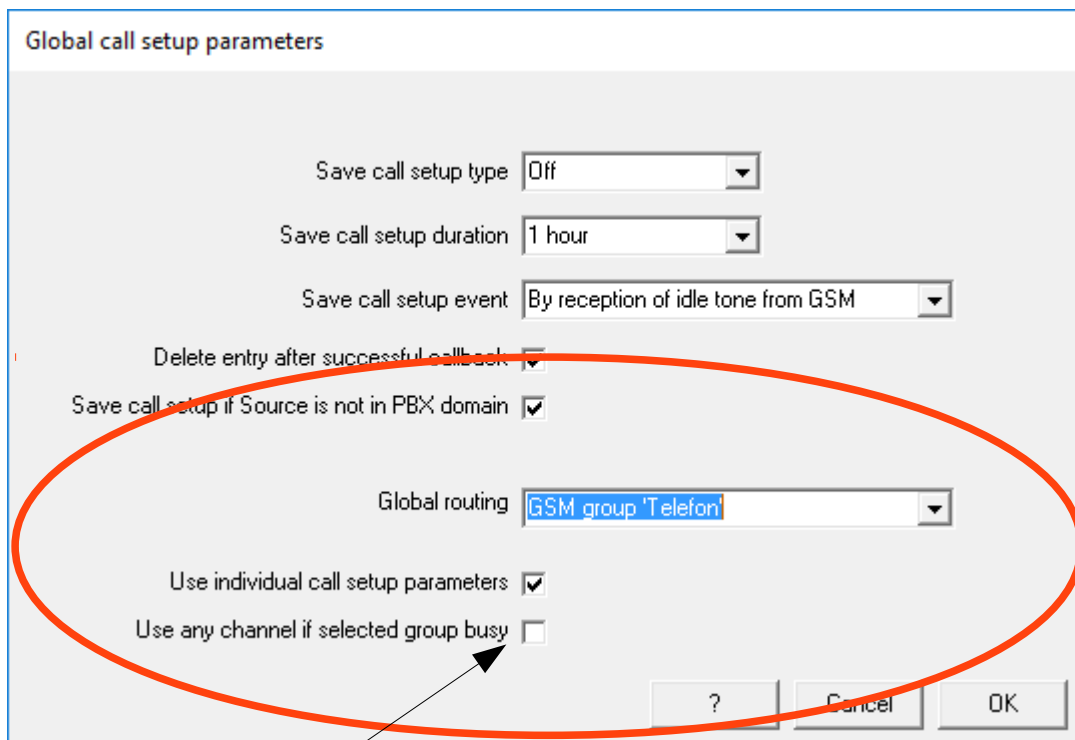 Global call setup parameters
Save call setup type Off
Save call setup duration 1 hour
Save call setup event By reception of idle tone from GSM
Delete entry after successful callback
Save call setup if Source is not in PBX domain
Global routing GSM group 'Telefon'
Use individual call setup parameters
Use any channel if selected group busy
? Cancel OK